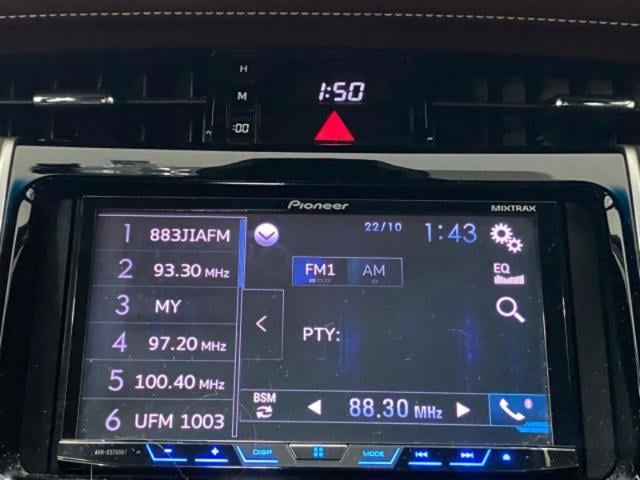 H
M 1:50
:00
Pioneer MIXTRAX
1 883JIAFM
22/10 1:43
2 93.30 MHz
FM1 AM
EQ
3 MY
PTY:
4 97.20 MHz
5 100.40 MHz
BSM
88.30 MHz
6 UFM 1003
DISP MODE